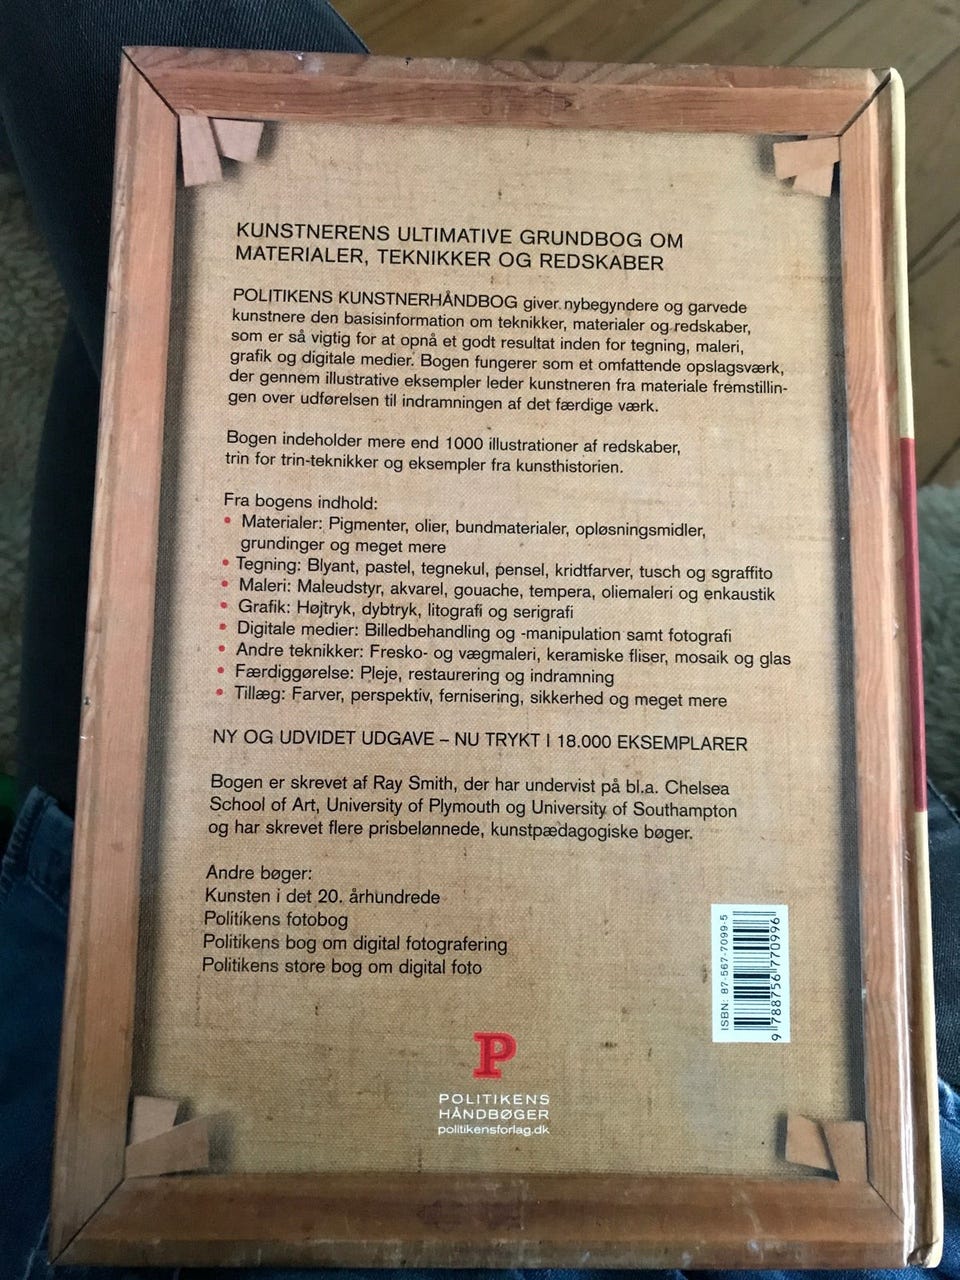 KUNSTNERENS ULTIMATIVE GRUNDBOG OM
MATERIALER, TEKNIKKER OG REDSKABER
POLITIKENS KUNSTNERHÅNDBOG giver nybegyndere og garvede
kunstnere den basisinformation om teknikker, materialer og redskaber,
som er så vigtig for at opnå et godt resultat inden for tegning, maleri,
grafik og digitale medier. Bogen fungerer som et omfattende opslagsværk,
der gennem illustrative eksempler leder kunstneren fra materiale fremstillin-
gen over udførelsen til indramningen af det færdige værk.
Bogen indeholder mere end 1000 illustrationer af redskaber,
trin for trin-teknikker og eksempler fra kunsthistorien.
Fra bogens indhold:
• Materialer: Pigmenter, olier, bundmaterialer, opløsningsmidler,
grundinger og meget mere
• Tegning: Blyant, pastel, tegnekul, pensel, kridtfarver, tusch og sgraffito
• Maleri: Maleudstyr, akvarel, gouache, tempera, oliemaleri og enkaustik
• Grafik: Højtryk, dybtryk, litografi og serigrafi
• Digitale medier: Billedbehandling og -manipulation samt fotografi
• Andre teknikker: Fresko- og vægmaleri, keramiske fliser, mosaik og glas
• Færdiggørelse: Pleje, restaurering og indramning
• Tillæg: Farver, perspektiv, fernisering, sikkerhed og meget mere
NY OG UDVIDET UDGAVE – NU TRYKT I 18.000 EKSEMPLARER
Bogen er skrevet af Ray Smith, der har undervist på bl.a. Chelsea
School of Art, University of Plymouth og University of Southampton
og har skrevet flere prisbelønnede, kunstpædagogiske bøger.
Andre bøger:
Kunsten i det 20. århundrede
Politikens fotobog
Politikens bog om digital fotografering
Politikens store bog om digital foto
ISBN: 87-567-7099-5
9 788756 770996
P
POLITIKENS
HÅNDBØGER
politikensforlag.dk